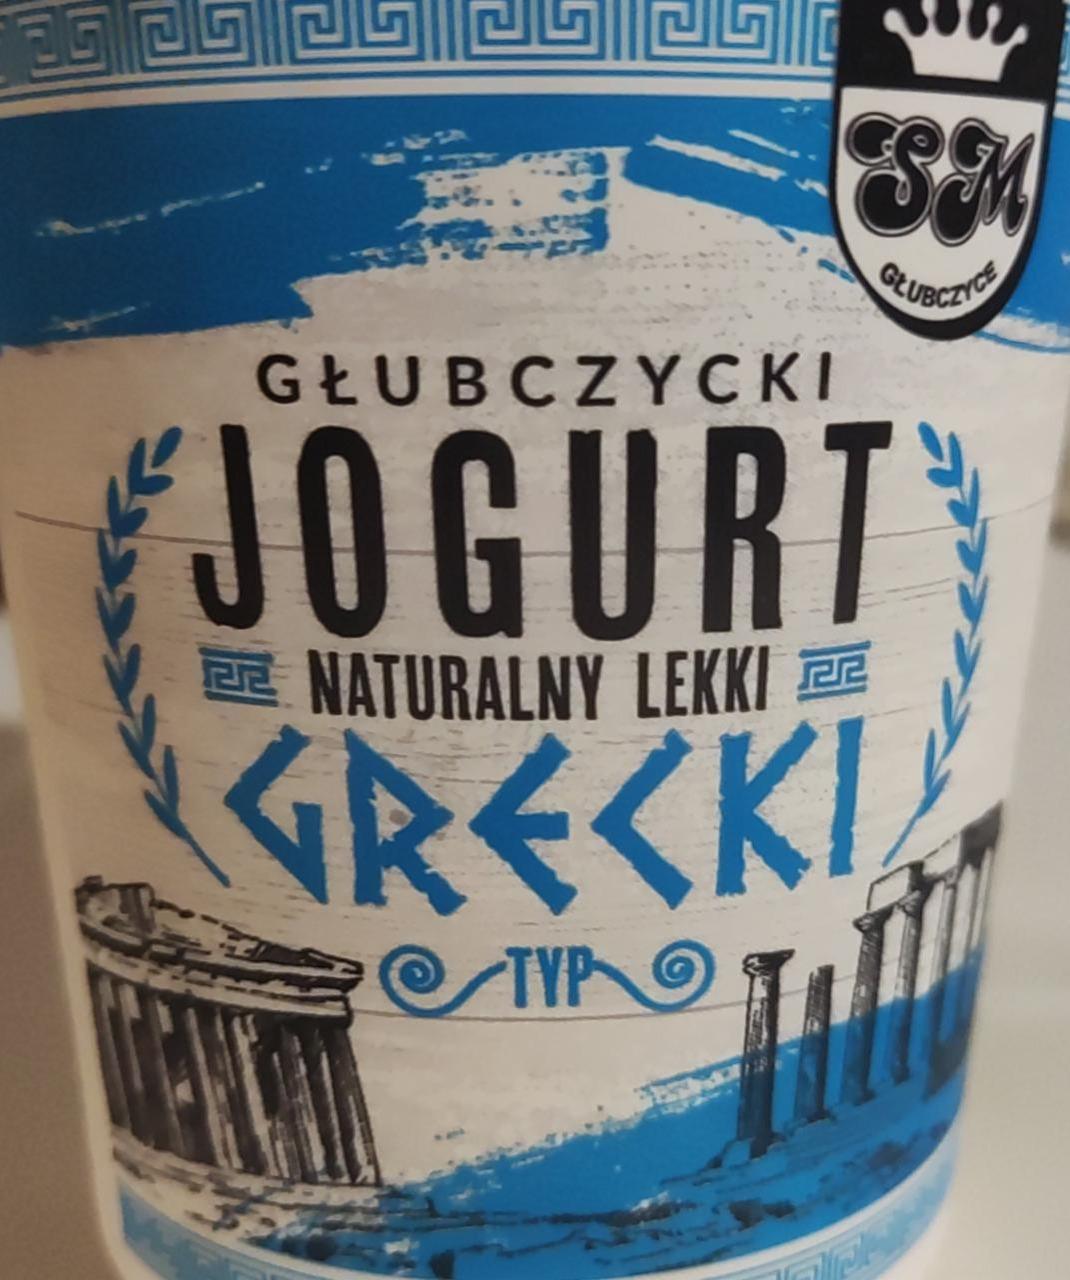 SM
GŁUBCZYCE
GŁUBCZYCKI
JOGURT
NATURALNY LEKKI
GRECKI
TYP